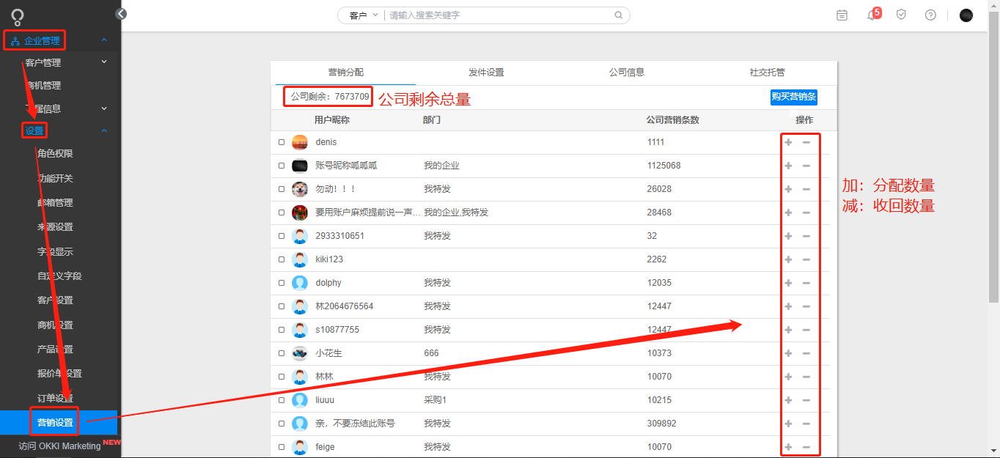 企业管理
客户管理
商机管理
下属信息
设置
角色权限
功能开关
邮箱管理
来源设置
字段显示
自定义字段
客户设置
商机设置
产品设置
报价单设置
订单设置
营销设置
访问 OKKI Marketing NEW
客户 请输入搜索关键字
5
营销分配 发件设置 公司信息 社交托管
公司剩余：7673709 公司剩余总量 购买营销条
用户昵称 部门 公司营销条数 操作
denis 1111
账号昵称呱呱呱 我的企业 1125068
勿动！！！ 我特发 26028
要用账户麻烦提前说一声... 我的企业,我特发 28468
2933310651 我特发 32
kiki123 2262
dolphy 我特发 12035
林2064676564 我特发 12447
s10877755 我特发 12447
小花生 666 10373
林林 我特发 10070
liuuu 采购1 10215
亲，不要冻结此账号 我特发 309892
feige 我特发 10070
加：分配数量
减：收回数量